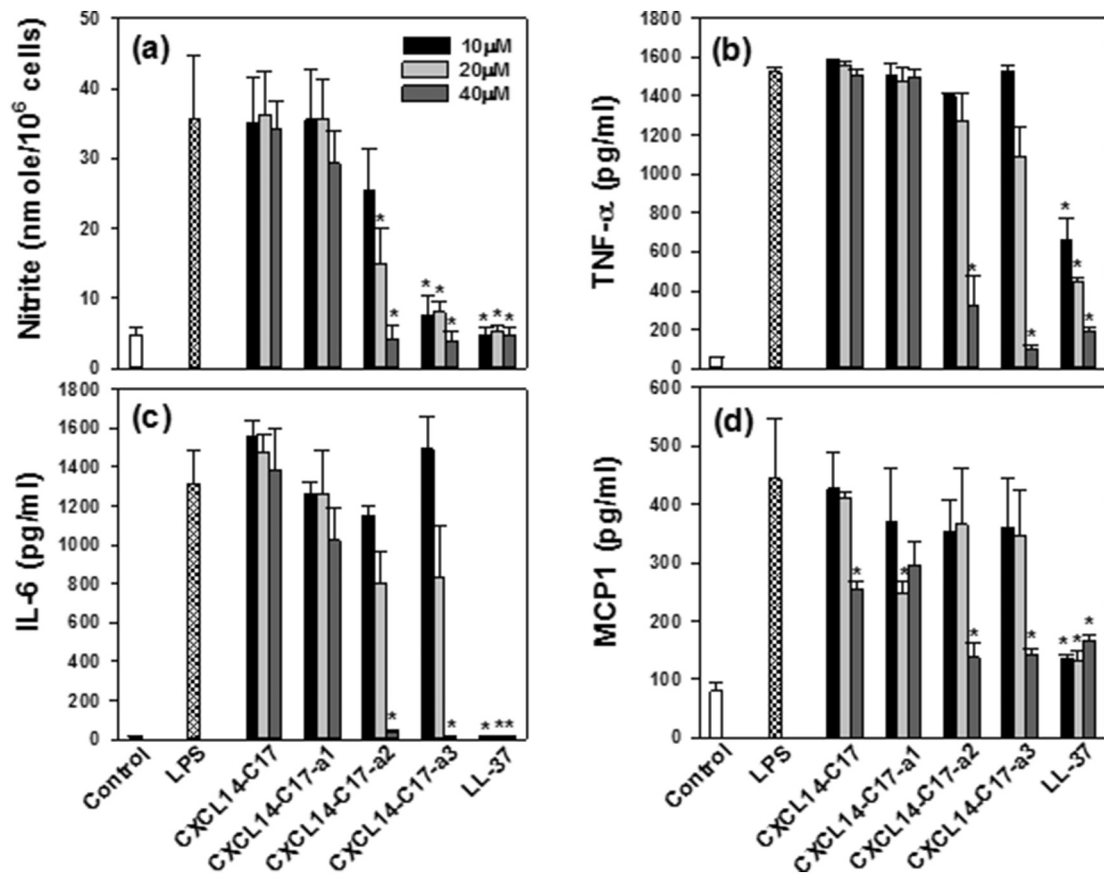 (a)
10µM
20µM
40µM
Nitrite (nmole/10⁶ cells)
50
40
30
20
10
0
* * * * * * * *
(b)
TNF-α (pg/ml)
1800
1600
1400
1200
1000
800
600
400
200
0
* * * * *
(c)
IL-6 (pg/ml)
1800
1600
1400
1200
1000
800
600
400
200
0
* * * **
Control
LPS
CXCL14-C17
CXCL14-C17-a1
CXCL14-C17-a2
CXCL14-C17-a3
LL-37
(d)
MCP1 (pg/ml)
600
500
400
300
200
100
0
* * * * * * *
Control
LPS
CXCL14-C17
CXCL14-C17-a1
CXCL14-C17-a2
CXCL14-C17-a3
LL-37